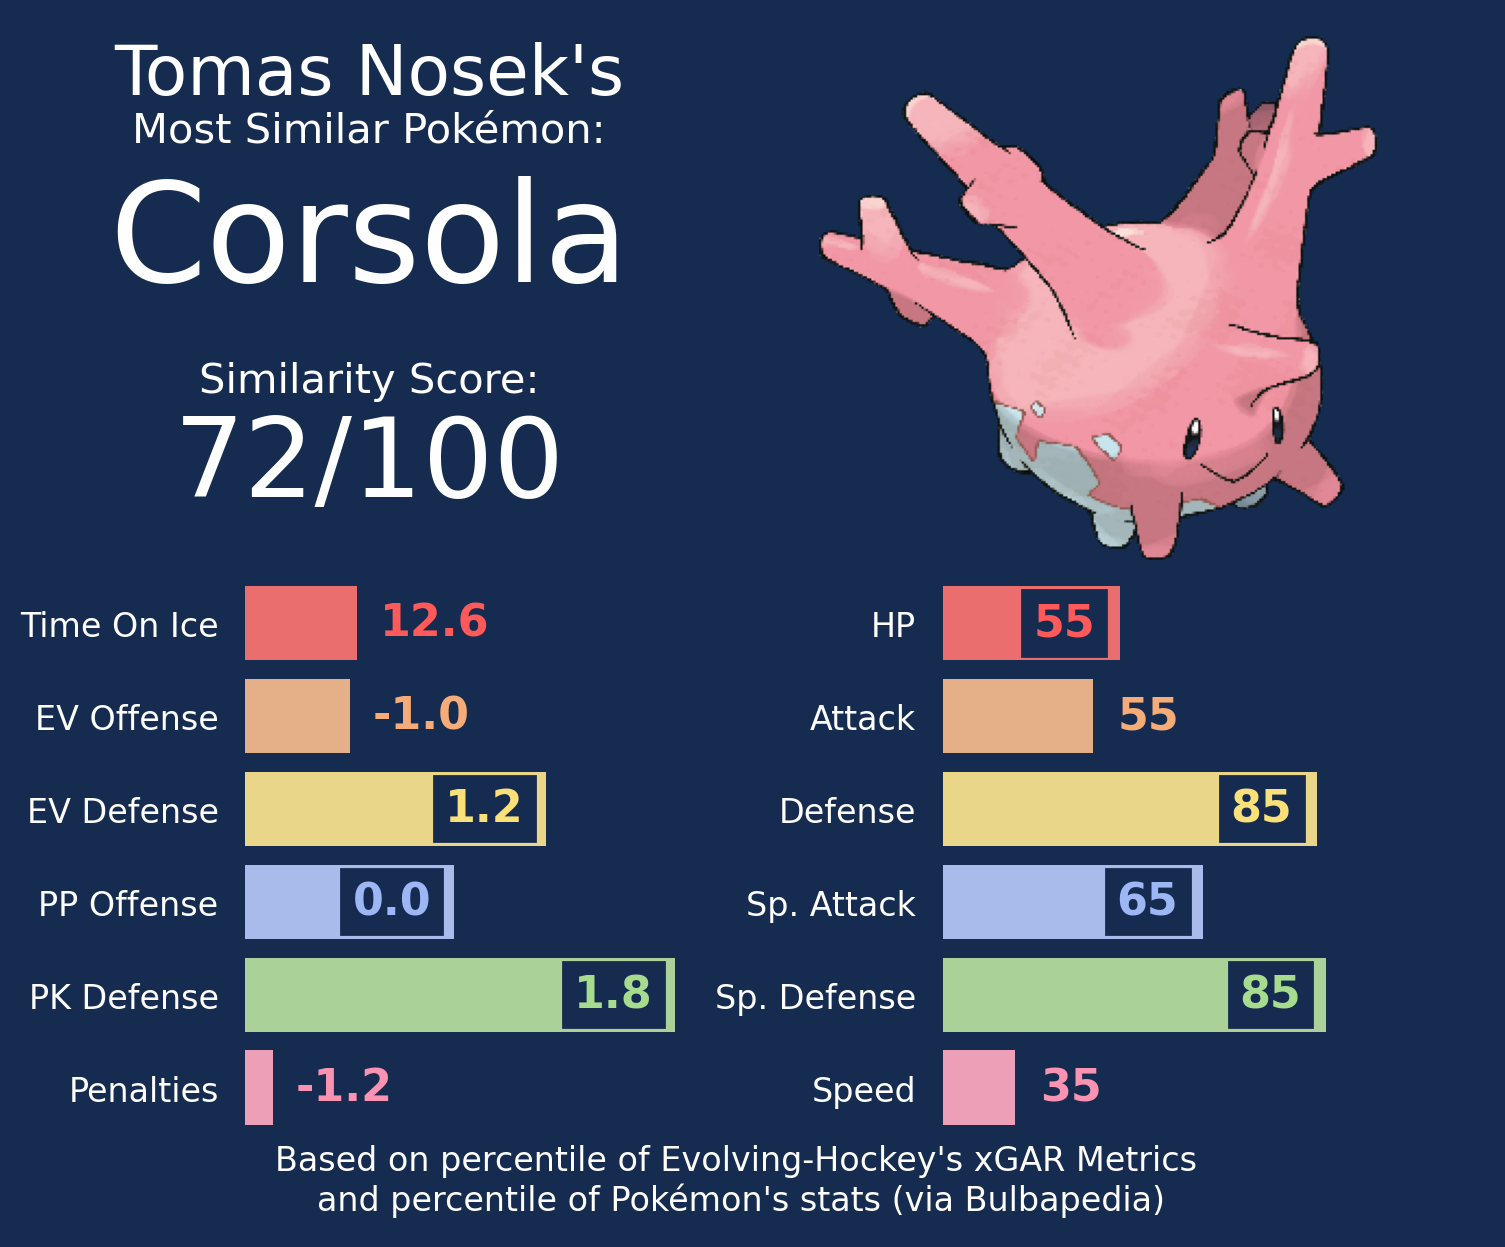 Tomas Nosek's
Most Similar Pokémon:
Corsola
Similarity Score:
72/100
Time On Ice 12.6
EV Offense -1.0
EV Defense 1.2
PP Offense 0.0
PK Defense 1.8
Penalties -1.2
HP 55
Attack 55
Defense 85
Sp. Attack 65
Sp. Defense 85
Speed 35
Based on percentile of Evolving-Hockey's xGAR Metrics
and percentile of Pokémon's stats (via Bulbapedia)